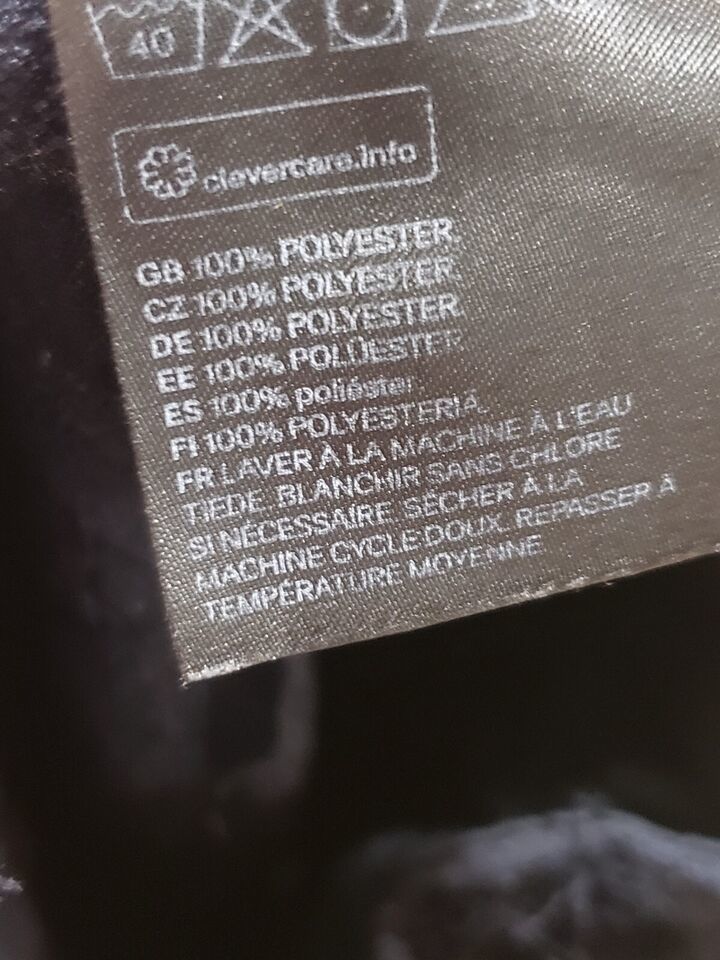 40
clevercare.info
GB 100% POLYESTER
CZ 100% POLYESTER
DE 100% POLYESTER
EE 100% POLÜESTER
ES 100% poliéster
FI 100% POLYESTERIÄ
FR LAVER À LA MACHINE À L'EAU
TIEDE. BLANCHIR SANS CHLORE
SI NÉCESSAIRE. SÉCHER À LA
MACHINE CYCLE DOUX. REPASSER À
TEMPÉRATURE MOYENNE